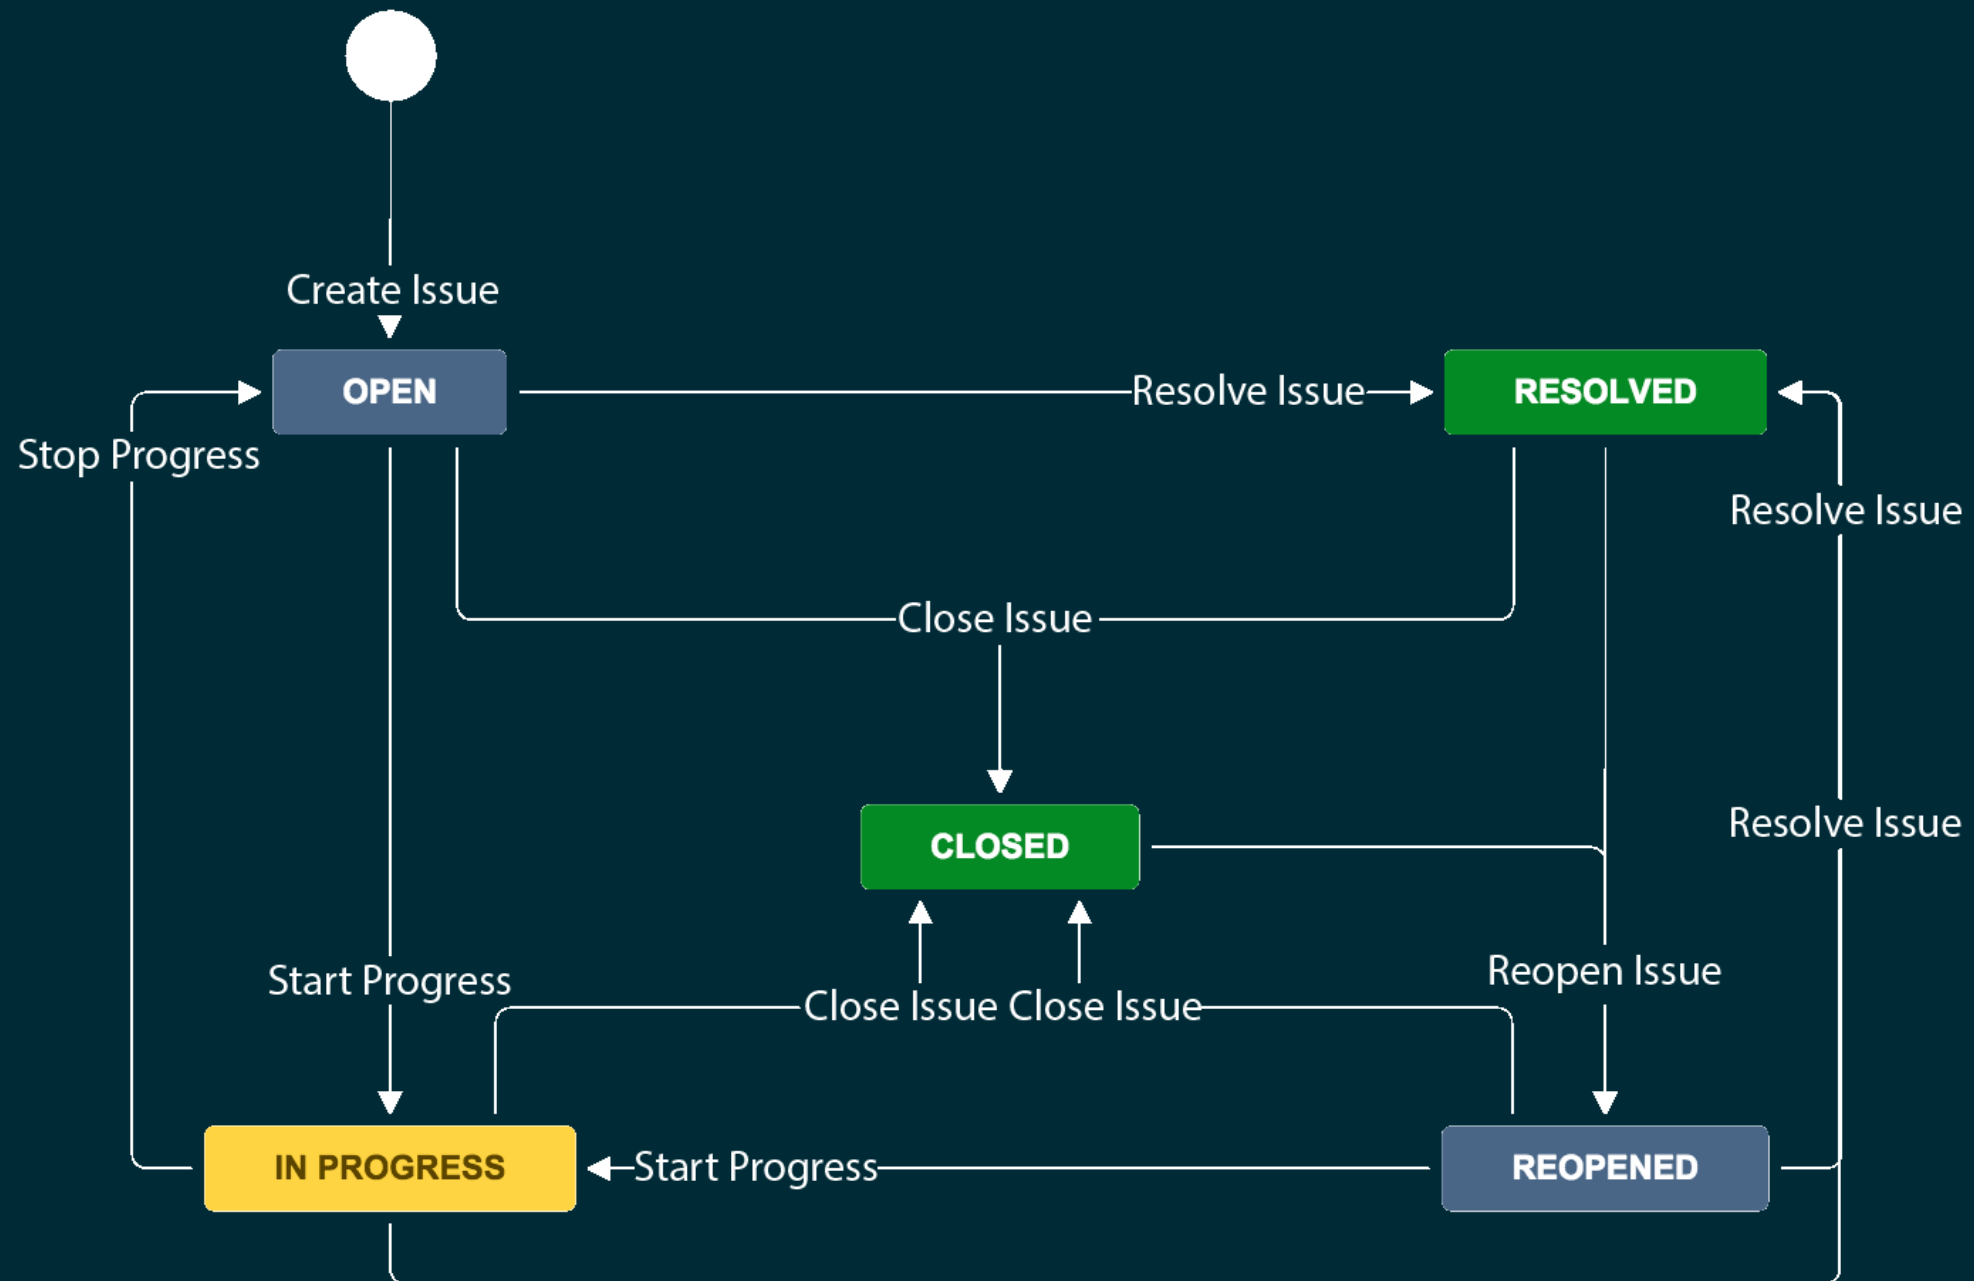 Create Issue
OPEN
Resolve Issue
RESOLVED
Stop Progress
Resolve Issue
Close Issue
Resolve Issue
CLOSED
Reopen Issue
Start Progress
Close Issue Close Issue
IN PROGRESS
Start Progress
REOPENED